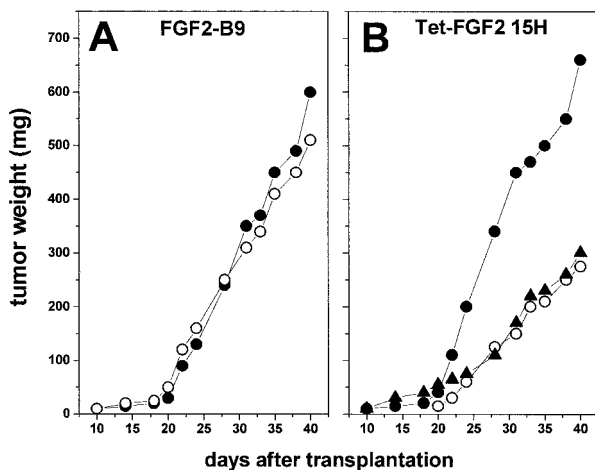 A
FGF2-B9
B
Tet-FGF2 15H
700
600
500
400
300
200
100
0
tumor weight (mg)
10 15 20 25 30 35 40
10 15 20 25 30 35 40
days after transplantation